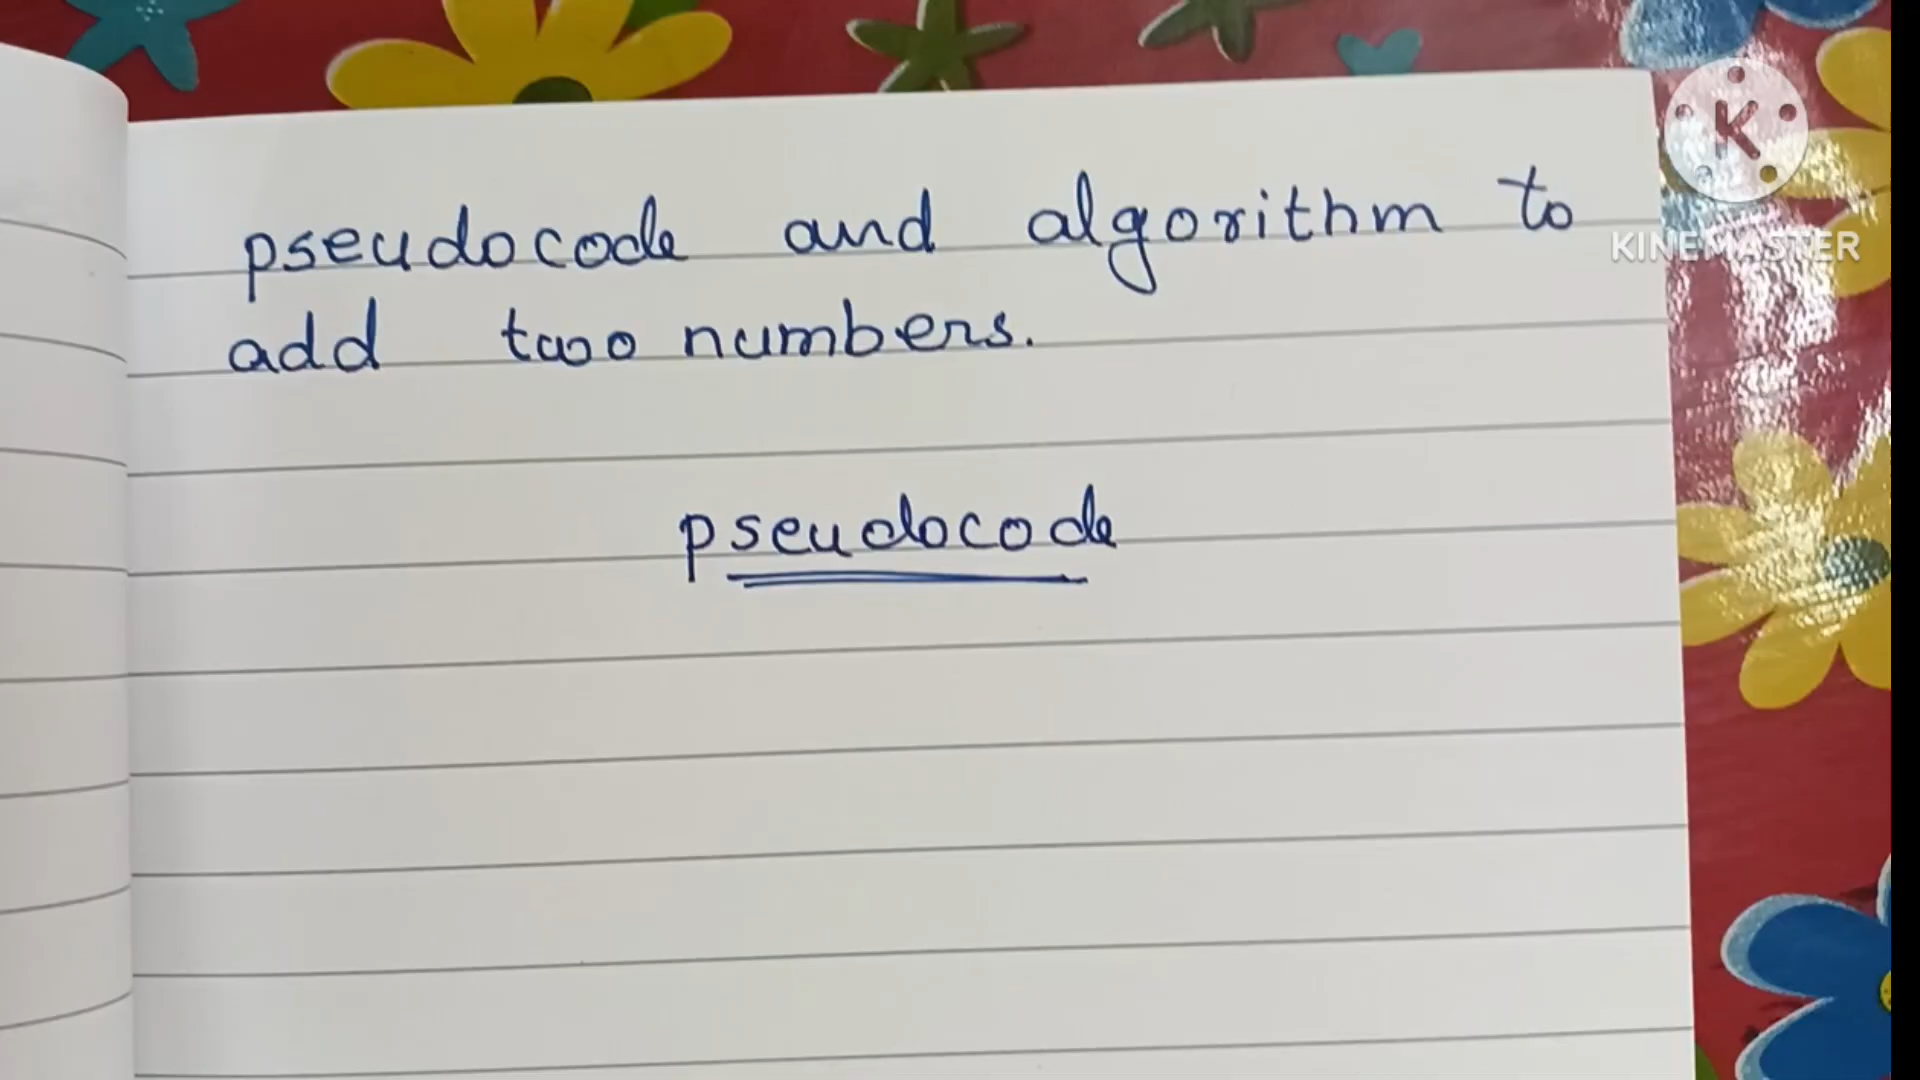 pseudocode and algorithm to
add two numbers.
pseudocode
K
KINEMASTER